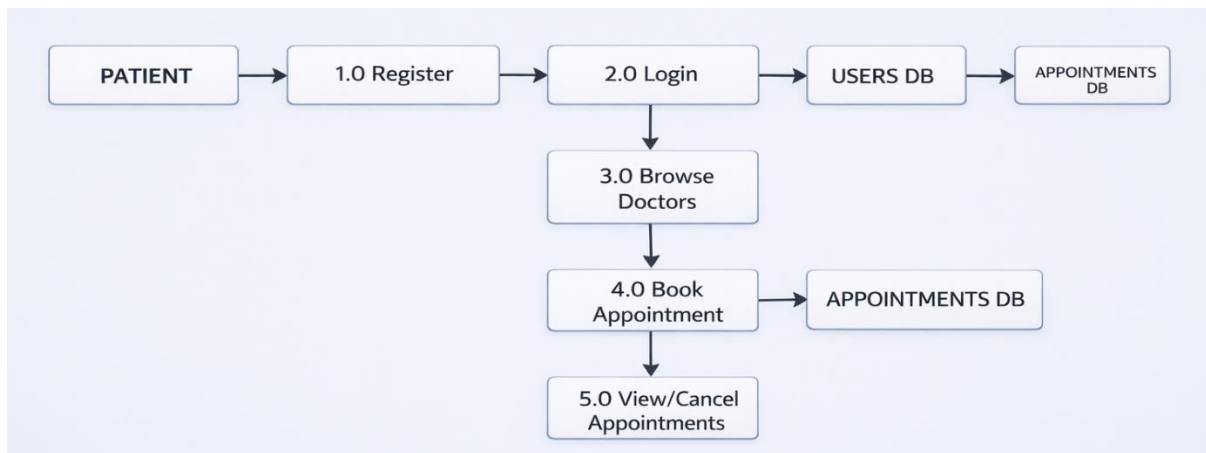 PATIENT
1.0 Register
2.0 Login
USERS DB
APPOINTMENTS
DB
3.0 Browse
Doctors
4.0 Book
Appointment
APPOINTMENTS DB
5.0 View/Cancel
Appointments